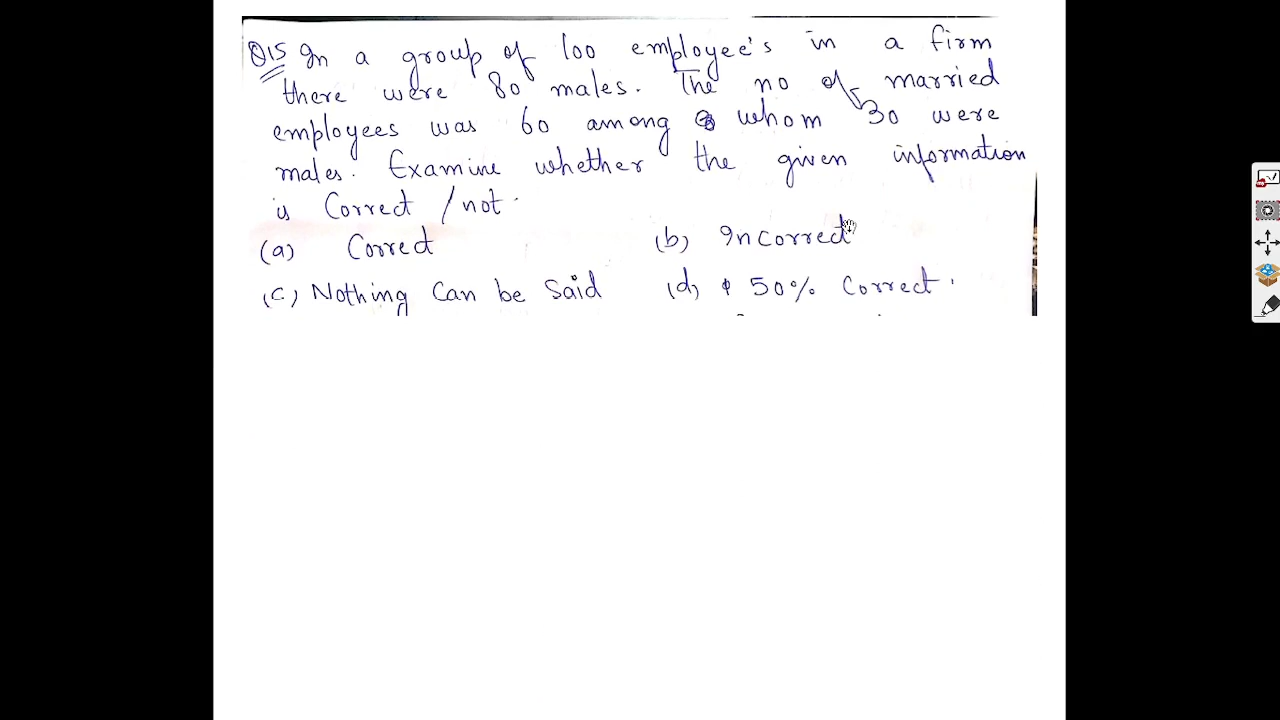 Q15 In a group of 100 employee's in a firm
there were 80 males. The no of married
employees was 60 among whom 30 were
males. Examine whether the given information
is Correct / not.
(a) Correct (b) Incorrect
(c) Nothing Can be Said (d) 50% Correct.